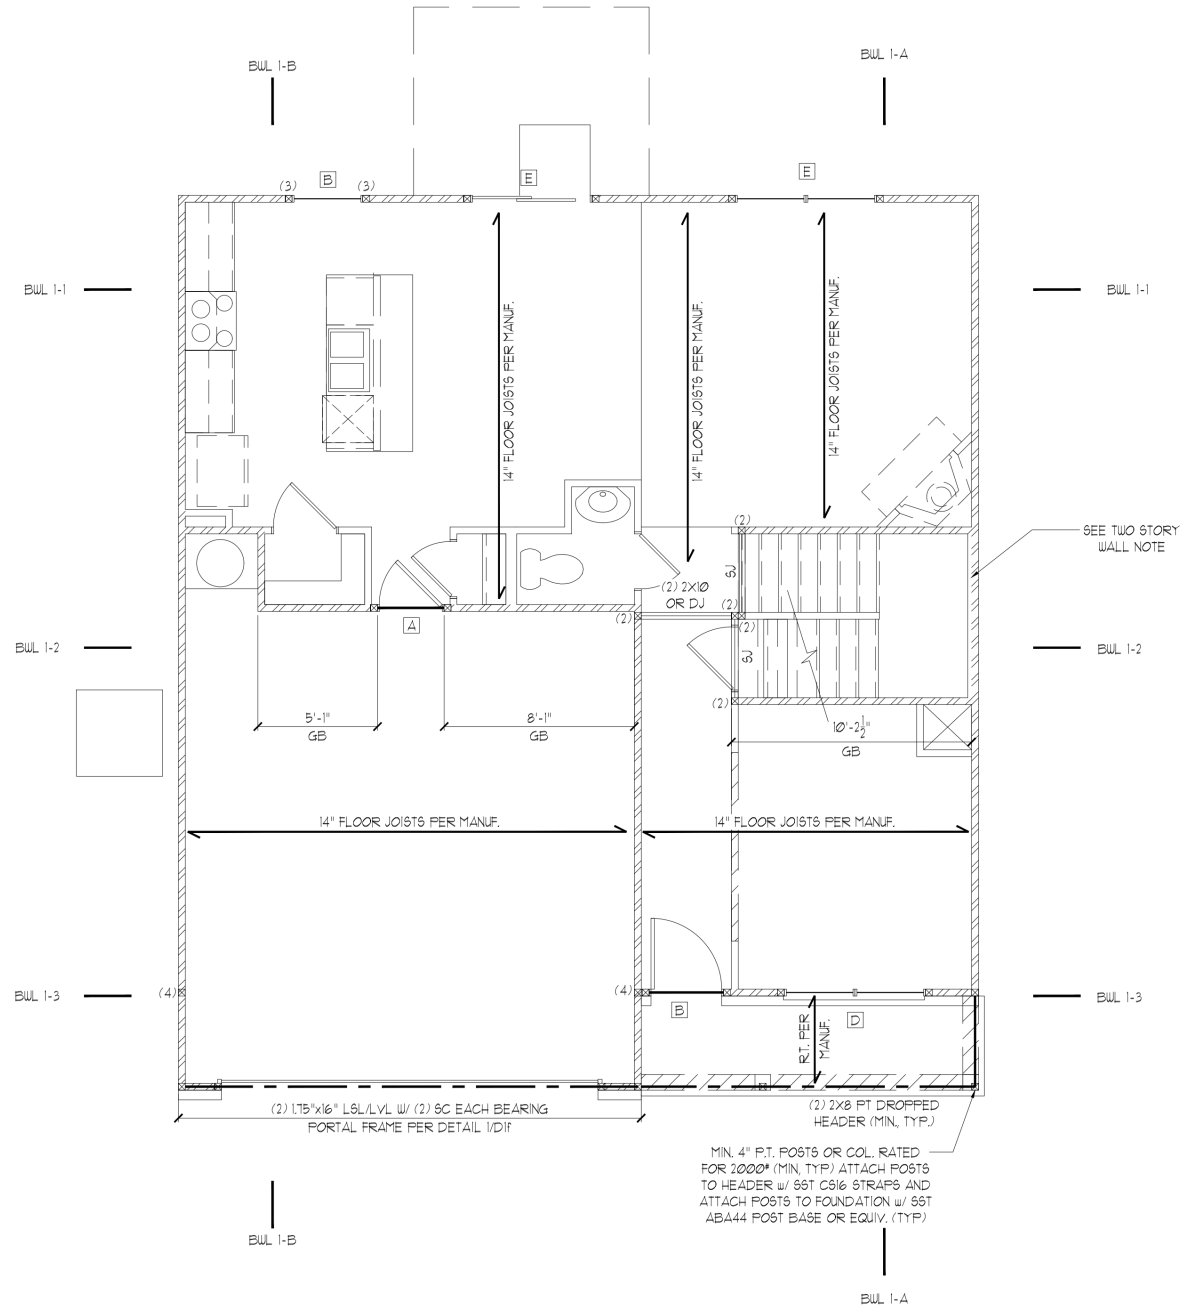 BWL 1-A
BWL 1-B
(3)
B
(3)
E
E
BWL 1-1
BWL 1-1
14" FLOOR JOISTS PER MANUF.
14" FLOOR JOISTS PER MANUF.
14" FLOOR JOISTS PER MANUF.
(2)
SEE TWO STORY
WALL NOTE
SJ
(2) 2X10
OR DJ
(2)
(2)
(2)
A
SJ
BWL 1-2
BWL 1-2
(2)
5'-1"
GB
8'-1"
GB
10'-2 1/2"
GB
14" FLOOR JOISTS PER MANUF.
14" FLOOR JOISTS PER MANUF.
BWL 1-3
(4)
(4)
BWL 1-3
B
D
R.T. PER
MANUF.
(2) 1.75"x16" LSL/LVL W/ (2) SC EACH BEARING
PORTAL FRAME PER DETAIL 1/D1f
(2) 2X8 PT DROPPED
HEADER (MIN., TYP.)
MIN. 4" P.T. POSTS OR COL. RATED
FOR 2000# (MIN, TYP) ATTACH POSTS
TO HEADER w/ SST CS16 STRAPS AND
ATTACH POSTS TO FOUNDATION w/ SST
ABA44 POST BASE OR EQUIV. (TYP)
BWL 1-B
BWL 1-A